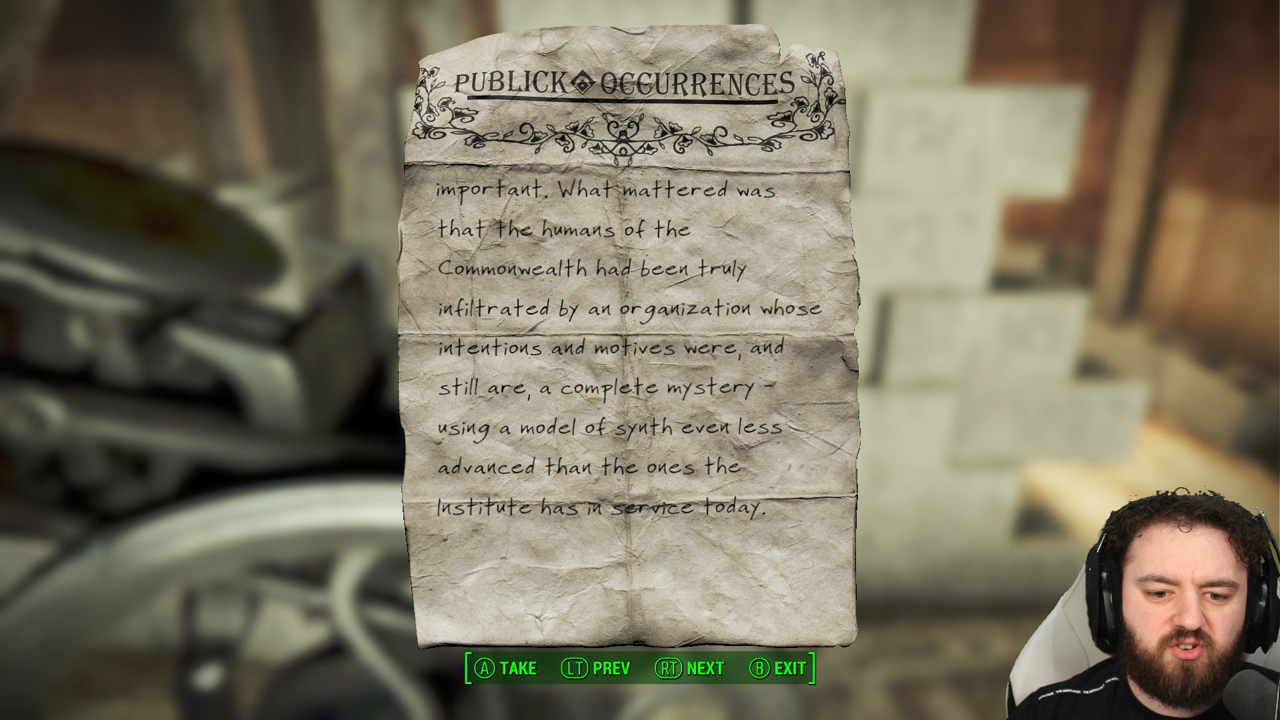 PUBLICK OCCURRENCES
important. What mattered was
that the humans of the
Commonwealth had been truly
infiltrated by an organization whose
intentions and motives were, and
still are, a complete mystery -
using a model of synth even less
advanced than the ones the
Institute has in service today.
[A TAKE LT PREV RT NEXT B EXIT]